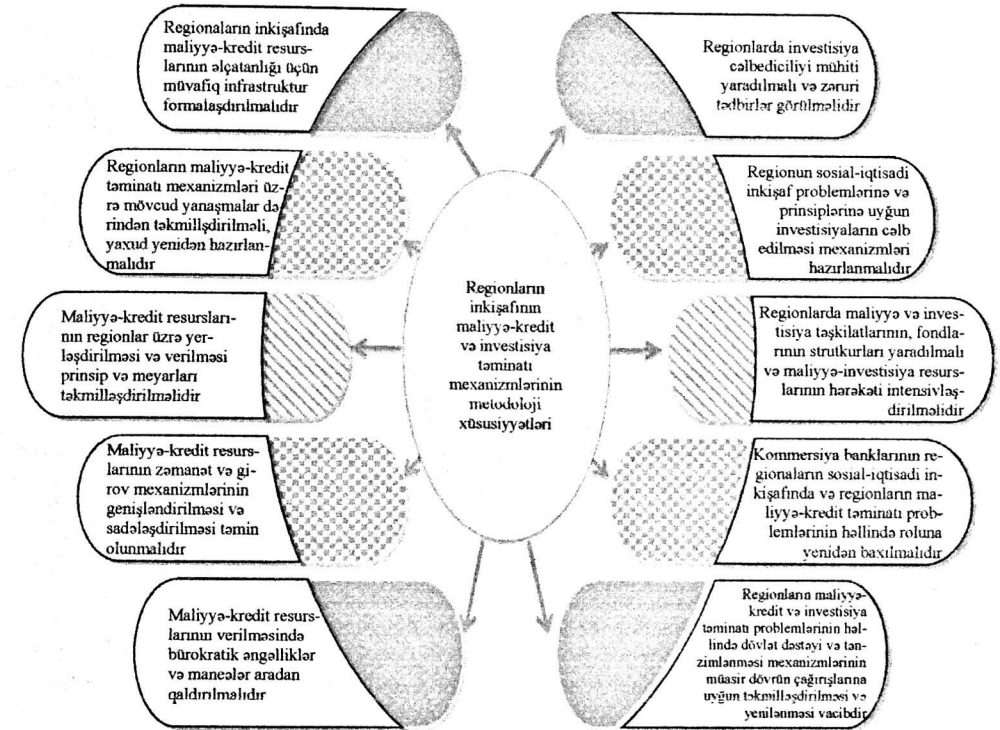 Regionaların inkişafında
maliyyə-kredit resurs-
larının əlçatanlığı üçün
müvafiq infrastruktur
formalaşdırılmalıdır
Regionların maliyyə-kredit
təminatı mexanizmləri üz-
rə mövcud yanaşmalar də
rindən təkmillşdirilməli,
yaxud yenidən hazırlan-
malıdır
Maliyyə-kredit resursları-
nın regionlar üzrə yer-
ləşdirilməsi və verilməsi
prinsip və meyarları
təkmilləşdirilməlidir
Maliyyə-kredit resurs-
larının zəmanət və gi-
rov mexanizmlərinin
genişləndirilməsi və
sadələşdirilməsi təmin
olunmalıdır
Maliyyə-kredit resurs-
larının verilməsində
bürokratik əngəlliklər
və maneələr aradan
qaldırılmalıdır
Regionların
inkişafının
maliyyə-kredit
və investisiya
təminatı
mexanizmlərinin
metodoloji
xüsusiyyətləri
Regionlarda investisiya
cəlbediciliyi mühiti
yaradılmalı və zəruri
tədbirlər görülməlidir
Regionun sosial-iqtisadi
inkişaf problemlərinə və
prinsiplərinə uyğun
investisiyaların cəlb
edilməsi mexanizmləri
hazırlanmalıdır
Regionlarda maliyyə və inves-
tisiya təşkilatlarının, fondla-
rının strutkurları yaradılmalı
və maliyyə-investisiya resurs-
larının hərəkəti intensivləş-
dirilməlidir
Kommersiya banklarının re-
gionaların sosial-iqtisadi in-
kişafında və regionların ma-
liyyə-kredit təminatı prob-
lemlərinin həllində roluna
yenidən baxılmalıdır
Regionların maliyyə-
kredit və investisiya
təminatı problemlərinin həl-
lində dövlət dəstəyi və tən-
zimlənməsi mexanizmlərinin
müasir dövrün çağırışlarına
uyğun təkmilləşdirilməsi və
yenilənməsi vacibdir